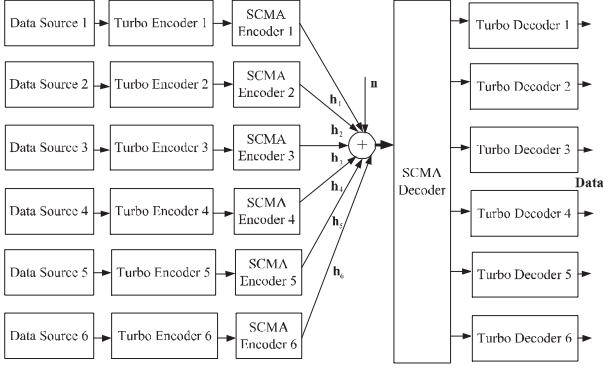 Data Source 1
Turbo Encoder 1
SCMA
Encoder 1
Turbo Decoder 1
Data Source 2
Turbo Encoder 2
SCMA
Encoder 2
Turbo Decoder 2
Data Source 3
Turbo Encoder 3
SCMA
Encoder 3
Turbo Decoder 3
Data Source 4
Turbo Encoder 4
SCMA
Encoder 4
Turbo Decoder 4
Data Source 5
Turbo Encoder 5
SCMA
Encoder 5
Turbo Decoder 5
Data Source 6
Turbo Encoder 6
SCMA
Encoder 6
Turbo Decoder 6
h₁
h₂
h₃
h₄
h₅
h₆
n
+
SCMA
Decoder
Data